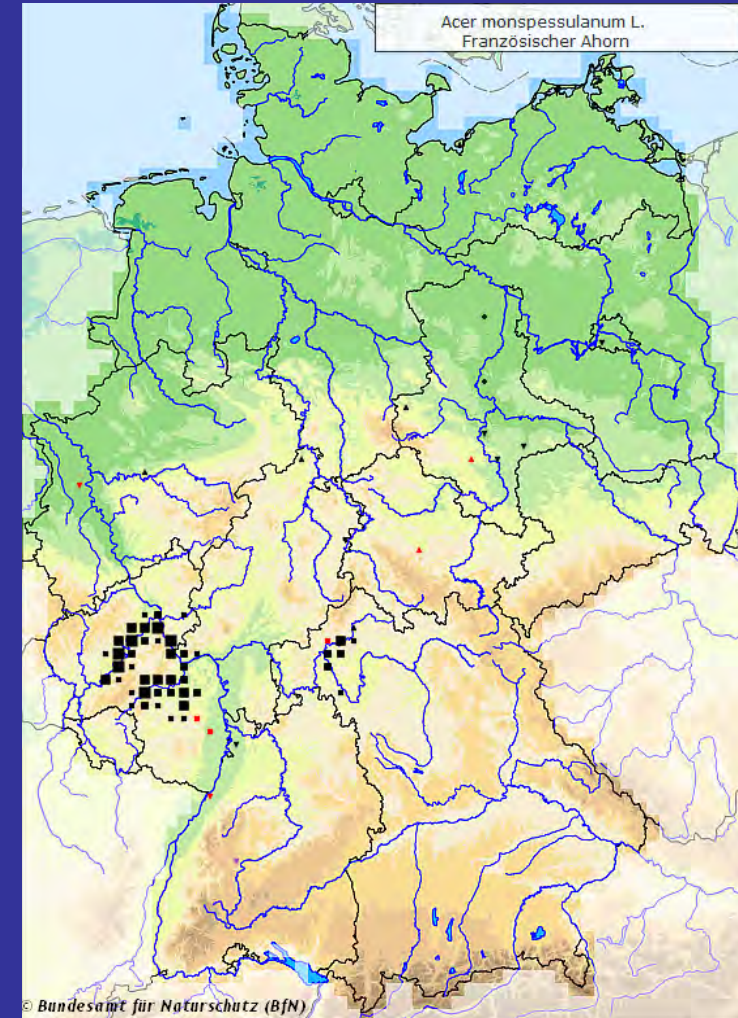 Acer monspessulanum L.
Französischer Ahorn
© Bundesamt für Naturschutz (BfN)